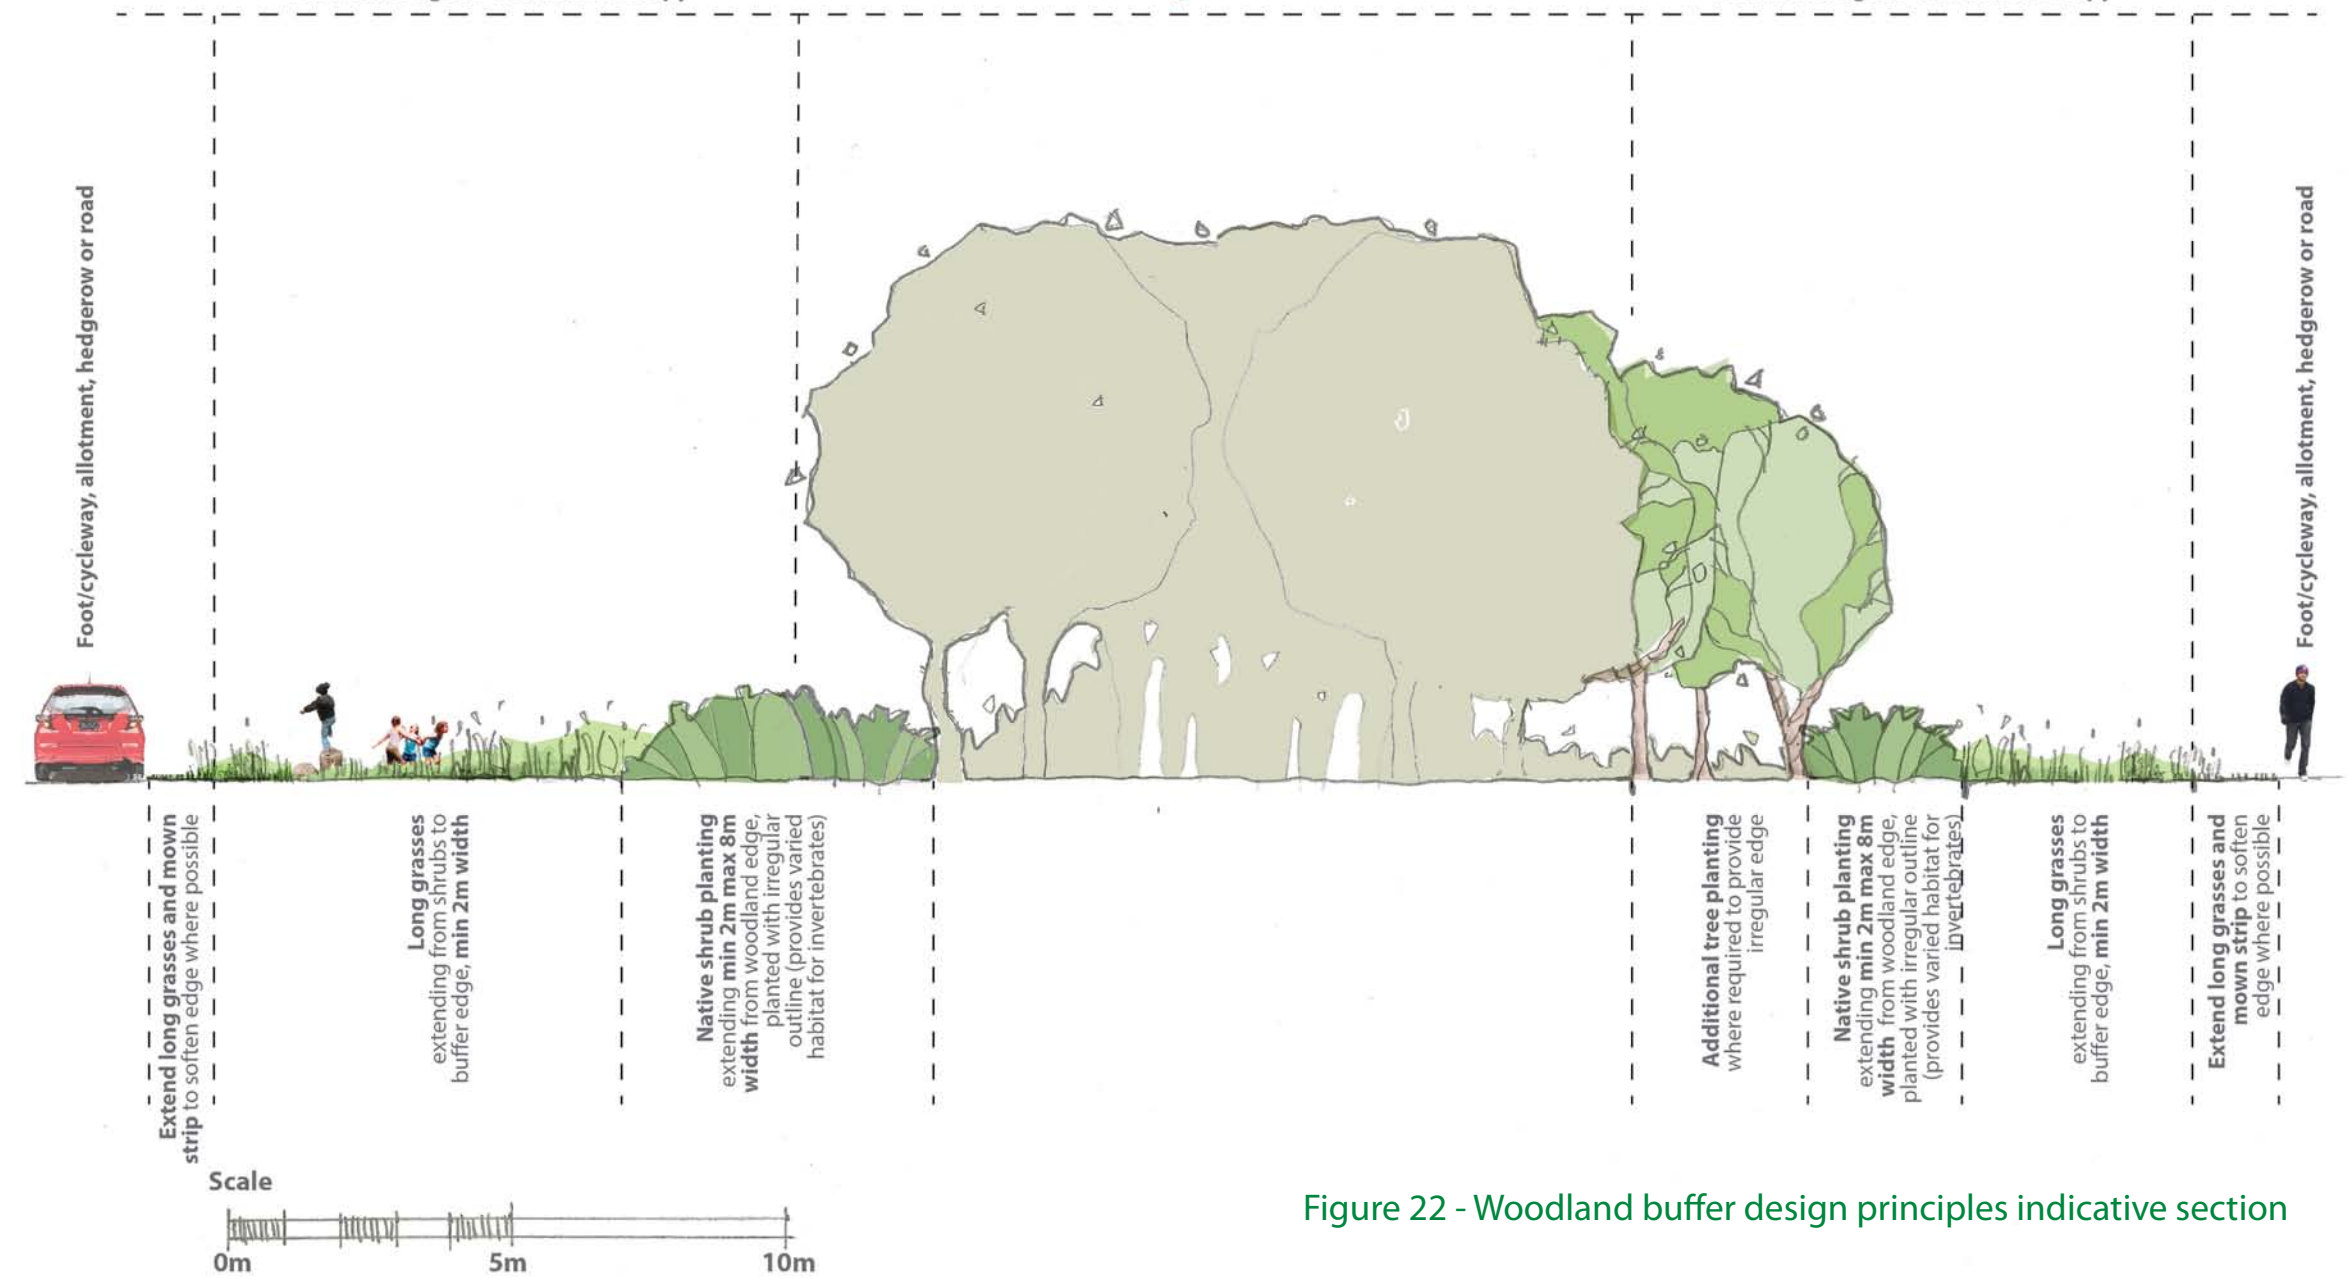 Foot/cycleway, allotment, hedgerow or road
Foot/cycleway, allotment, hedgerow or road
Extend long grasses and mown
strip to soften edge where possible
Long grasses
extending from shrubs to
buffer edge, min 2m width
Native shrub planting
extending min 2m max 8m
width from woodland edge,
planted with irregular
outline (provides varied
habitat for invertebrates)
Additional tree planting
where required to provide
irregular edge
Native shrub planting
extending min 2m max 8m
width from woodland edge,
planted with irregular outline
(provides varied habitat for
invertebrates)
Long grasses
extending from shrubs to
buffer edge, min 2m width
Extend long grasses and
mown strip to soften
edge where possible
Scale
0m 5m 10m
Figure 22 - Woodland buffer design principles indicative section